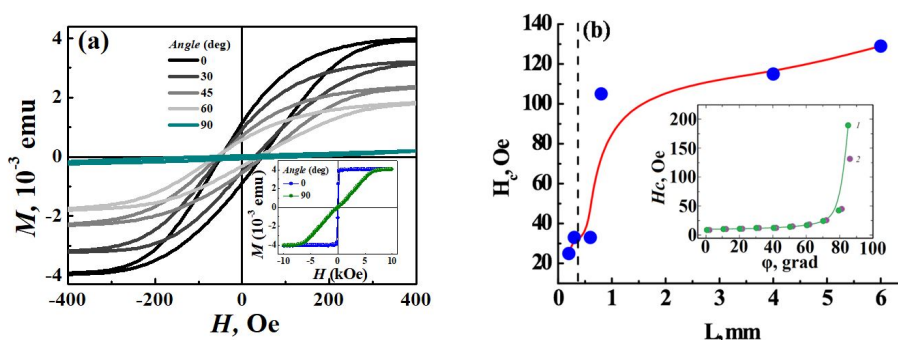 (a)
Angle (deg)
0
30
45
60
90
M, 10⁻³ emu
4
2
0
-2
-4
-400 -200 0 200 400
H, Oe
Angle (deg)
0
90
M (10⁻³ emu)
4
2
0
-2
-4
-10 -5 0 5 10
H (kOe)
(b)
H_c, Oe
140
120
100
80
60
40
20
0 1 2 3 4 5 6
L, mm
Hc, Oe
200
150
100
50
0
0 20 40 60 80 100
φ, grad
1
2